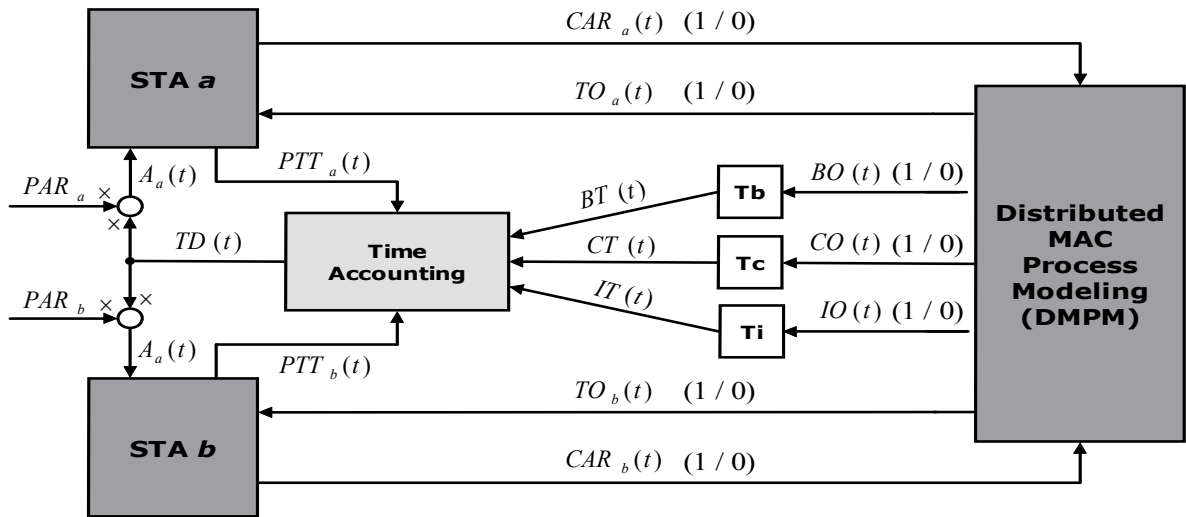 CAR a (t) (1 / 0)
STA a
TO a (t) (1 / 0)
PAR a
×
A a (t)
×
PTT a (t)
BT (t)
Tb
BO (t) (1 / 0)
TD (t)
Time
Accounting
CT (t)
Tc
CO (t) (1 / 0)
Distributed
MAC
Process
Modeling
(DMPM)
IT (t)
Ti
IO (t) (1 / 0)
PAR b
×
×
A a (t)
PTT b (t)
STA b
TO b (t) (1 / 0)
CAR b (t) (1 / 0)